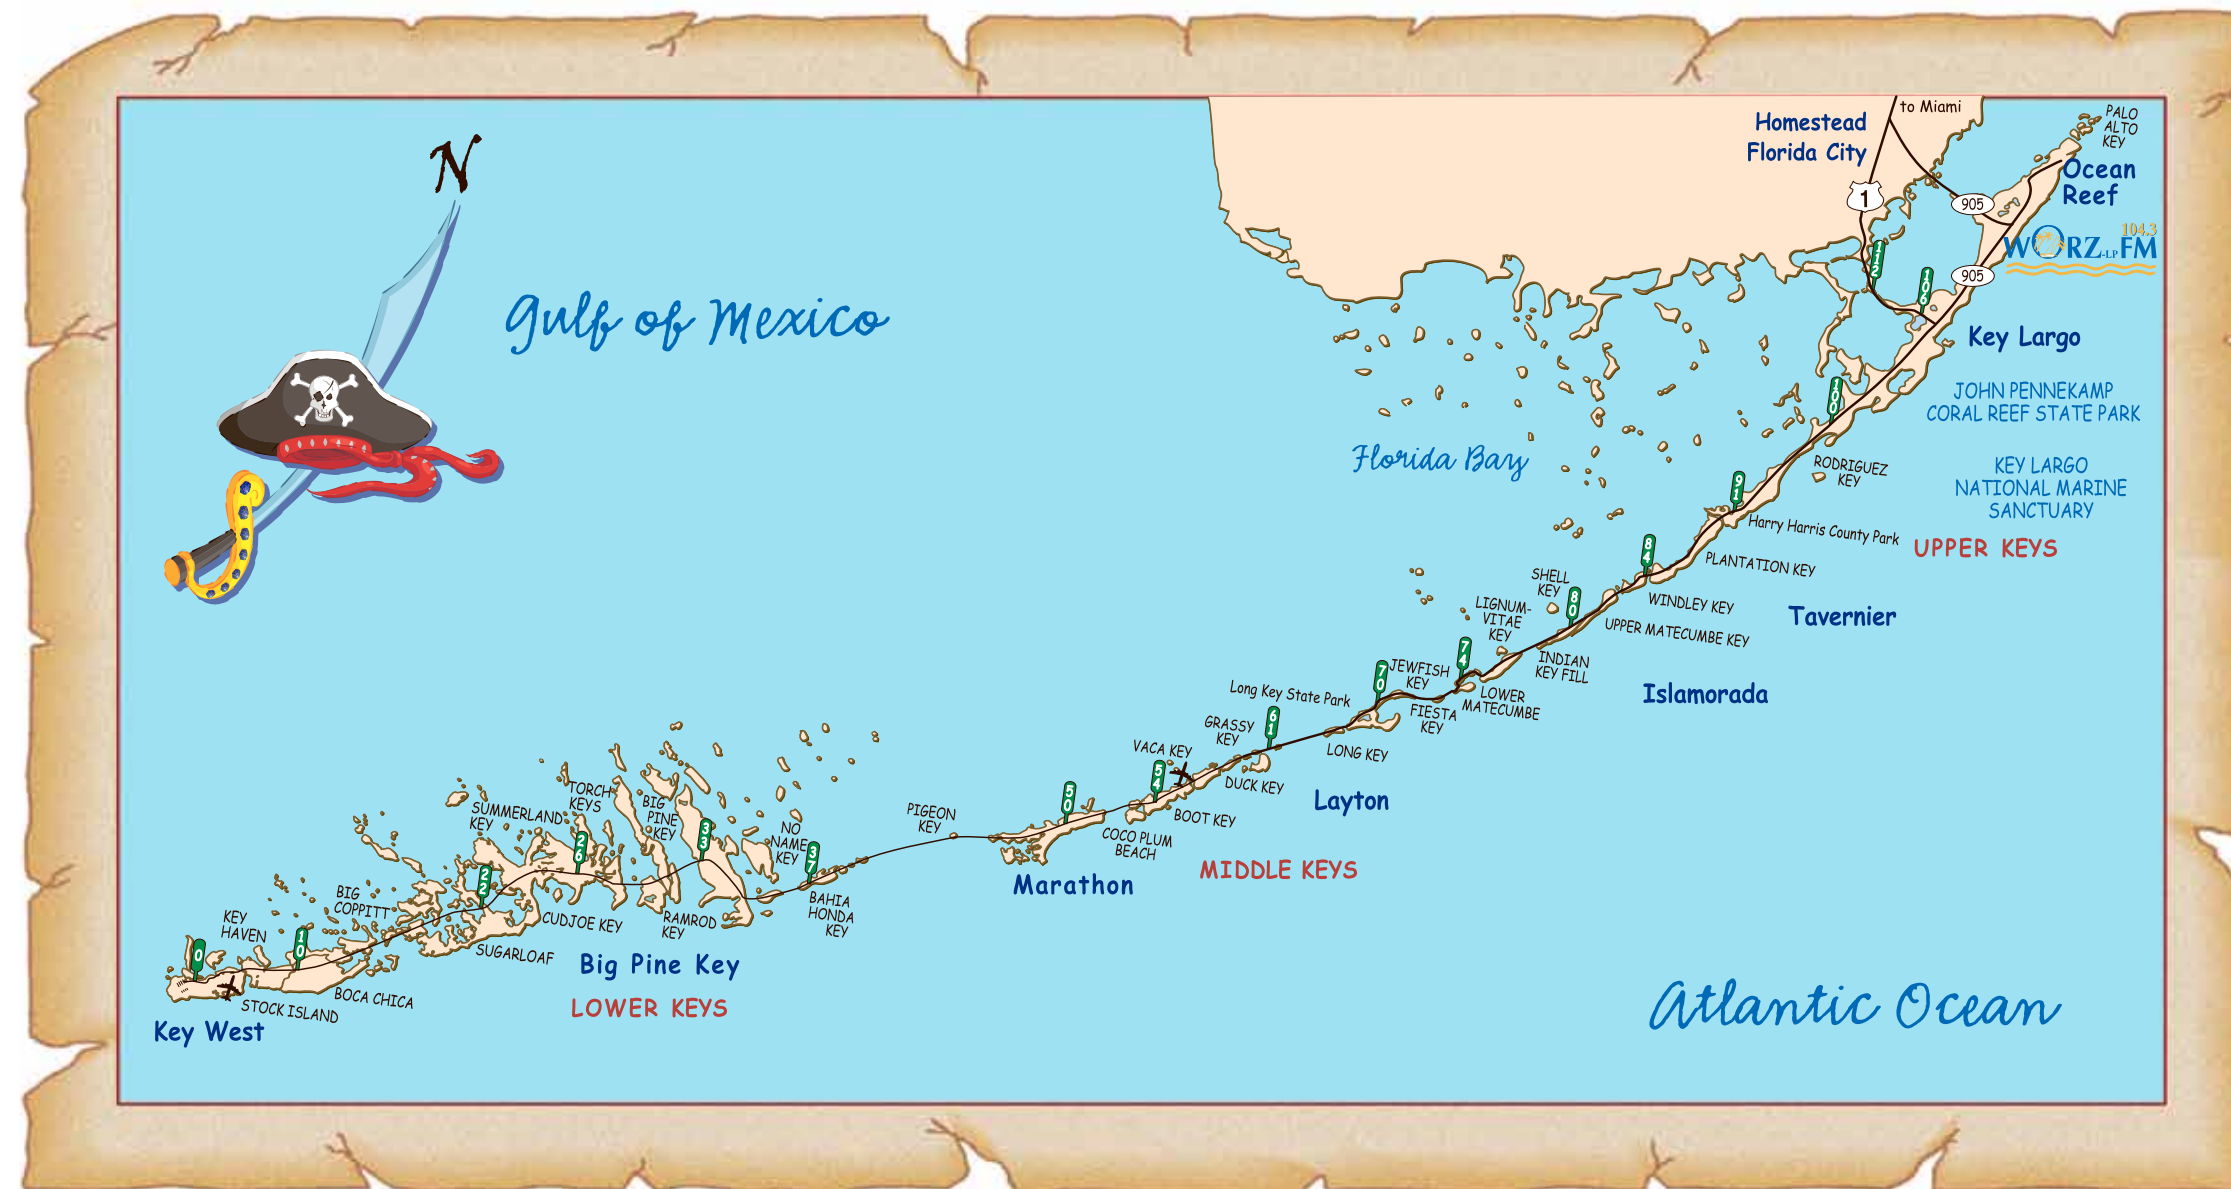 to Miami
Homestead
Florida City
PALO
ALTO
KEY
Ocean
Reef
1
905
104.3
WORZ-LP FM
905
112
106
N
Gulf of Mexico
Key Largo
JOHN PENNEKAMP
CORAL REEF STATE PARK
100
Florida Bay
RODRIGUEZ
KEY
KEY LARGO
NATIONAL MARINE
SANCTUARY
91
Harry Harris County Park
UPPER KEYS
84
PLANTATION KEY
SHELL
KEY
80
WINDLEY KEY
Tavernier
LIGNUM-
VITAE
KEY
UPPER MATECUMBE KEY
74
INDIAN
KEY FILL
Islamorada
70
JEWFISH
KEY
LOWER
MATECUMBE
Long Key State Park
FIESTA
KEY
61
GRASSY
KEY
LONG KEY
VACA KEY
54
DUCK KEY
Layton
50
BOOT KEY
COCO PLUM
BEACH
PIGEON
KEY
MIDDLE KEYS
Marathon
TORCH
KEYS
BIG
PINE
KEY
SUMMERLAND
KEY
NO
NAME
KEY
33
26
37
22
BAHIA
HONDA
KEY
BIG
COPPITT
CUDJOE KEY
RAMROD
KEY
KEY
HAVEN
10
0
SUGARLOAF
Big Pine Key
BOCA CHICA
STOCK ISLAND
LOWER KEYS
Key West
Atlantic Ocean